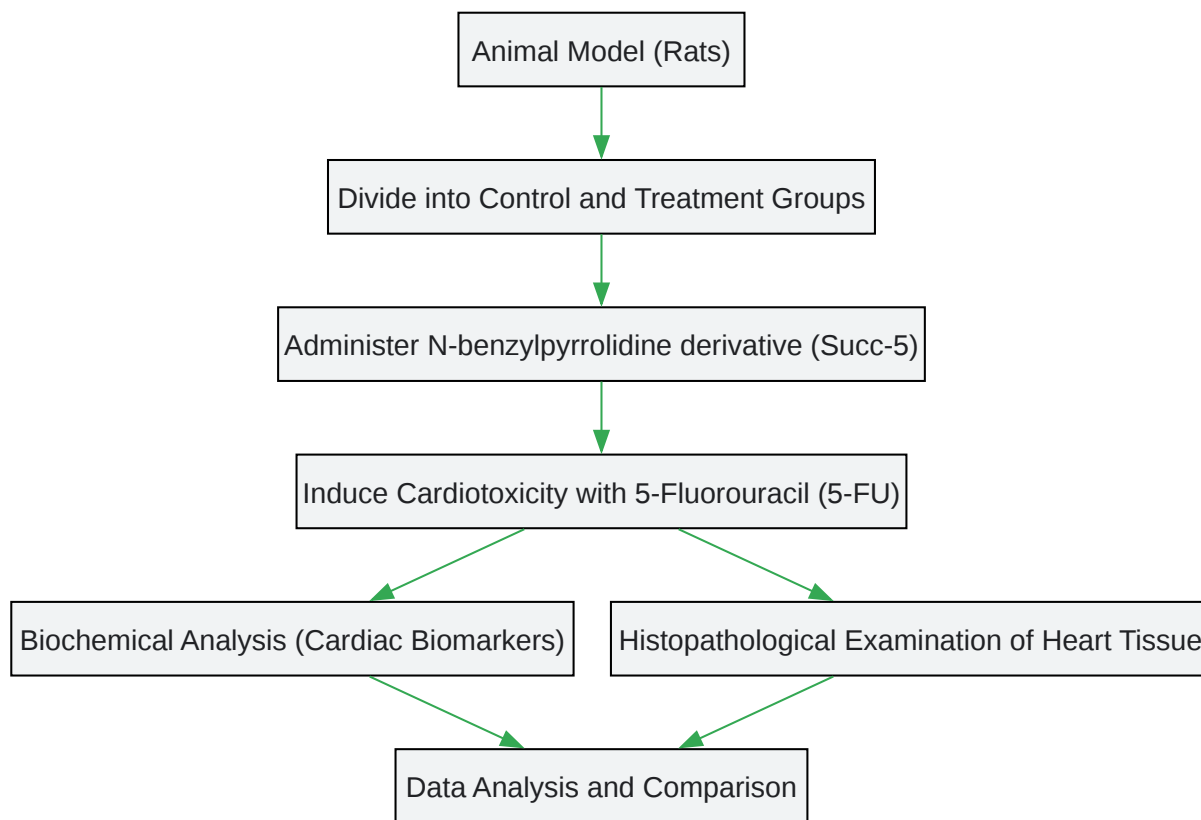 Animal Model (Rats)
Divide into Control and Treatment Groups
Administer N-benzylpyrrolidine derivative (Succ-5)
Induce Cardiotoxicity with 5-Fluorouracil (5-FU)
Biochemical Analysis (Cardiac Biomarkers)
Histopathological Examination of Heart Tissue
Data Analysis and Comparison